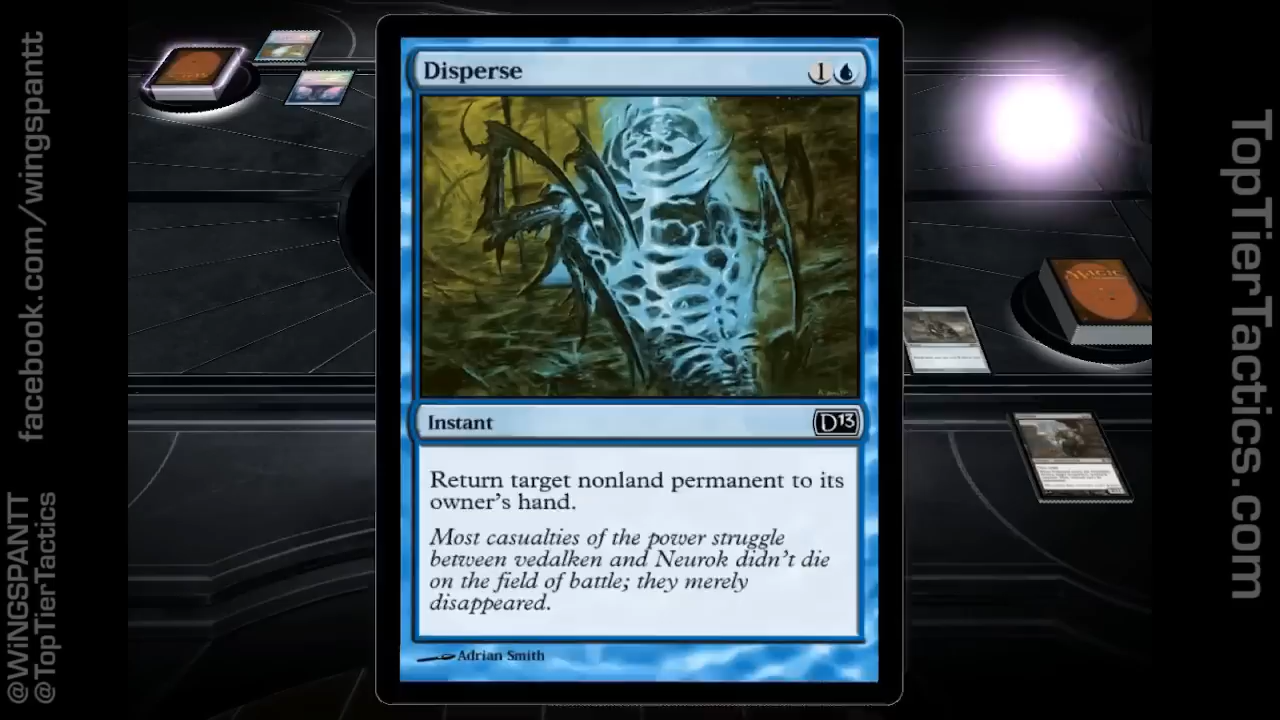 facebook.com/wingspantt
@WiNGSPANTT
@TopTierTactics
Disperse
1
Instant
D13
Return target nonland permanent to its
owner's hand.
Most casualties of the power struggle
between vedalken and Neurok didn't die
on the field of battle; they merely
disappeared.
Adrian Smith
MAGIC
TopTierTactics.com